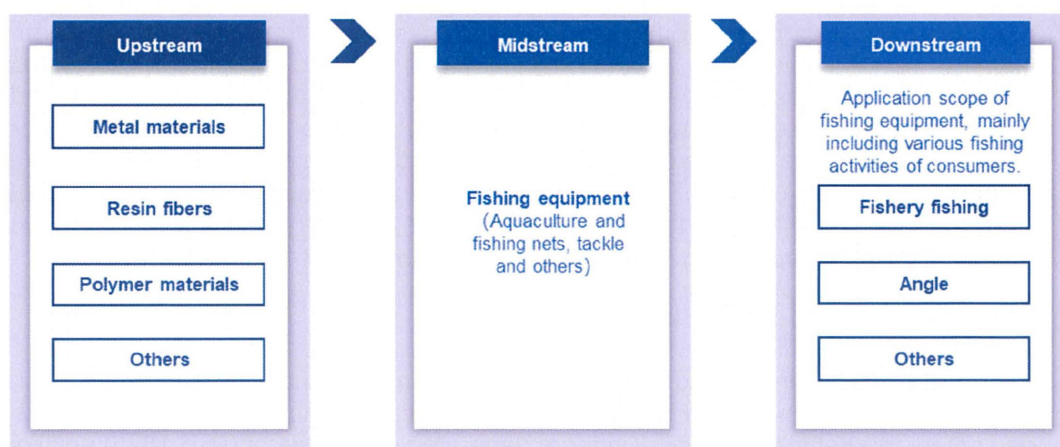 Upstream
Metal materials
Resin fibers
Polymer materials
Others
Midstream
Fishing equipment
(Aquaculture and
fishing nets, tackle
and others)
Downstream
Application scope of
fishing equipment, mainly
including various fishing
activities of consumers.
Fishery fishing
Angle
Others